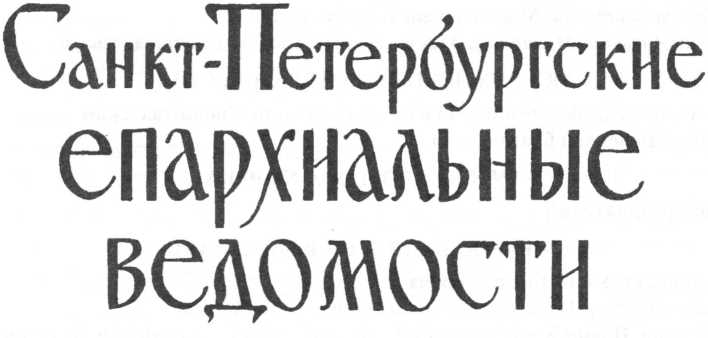 Санкт-Петербургские
епархиальные
ведомости